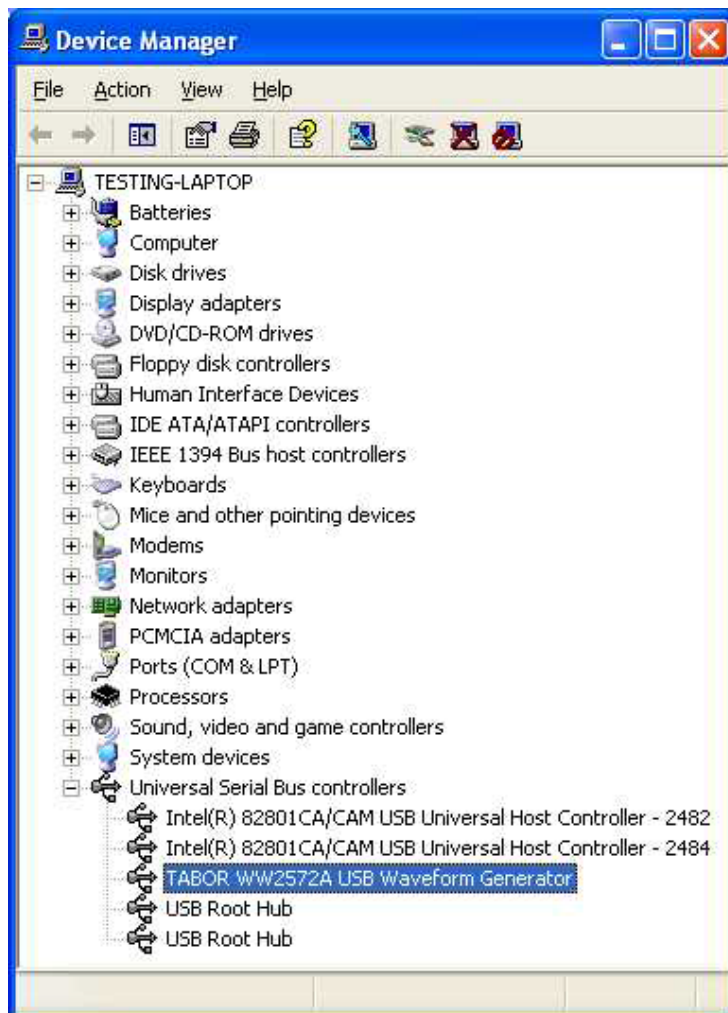 Device Manager
File Action View Help
TESTING-LAPTOP
Batteries
Computer
Disk drives
Display adapters
DVD/CD-ROM drives
Floppy disk controllers
Human Interface Devices
IDE ATA/ATAPI controllers
IEEE 1394 Bus host controllers
Keyboards
Mice and other pointing devices
Modems
Monitors
Network adapters
PCMCIA adapters
Ports (COM & LPT)
Processors
Sound, video and game controllers
System devices
Universal Serial Bus controllers
Intel(R) 82801CA/CAM USB Universal Host Controller - 2482
Intel(R) 82801CA/CAM USB Universal Host Controller - 2484
TABOR WW2572A USB Waveform Generator
USB Root Hub
USB Root Hub